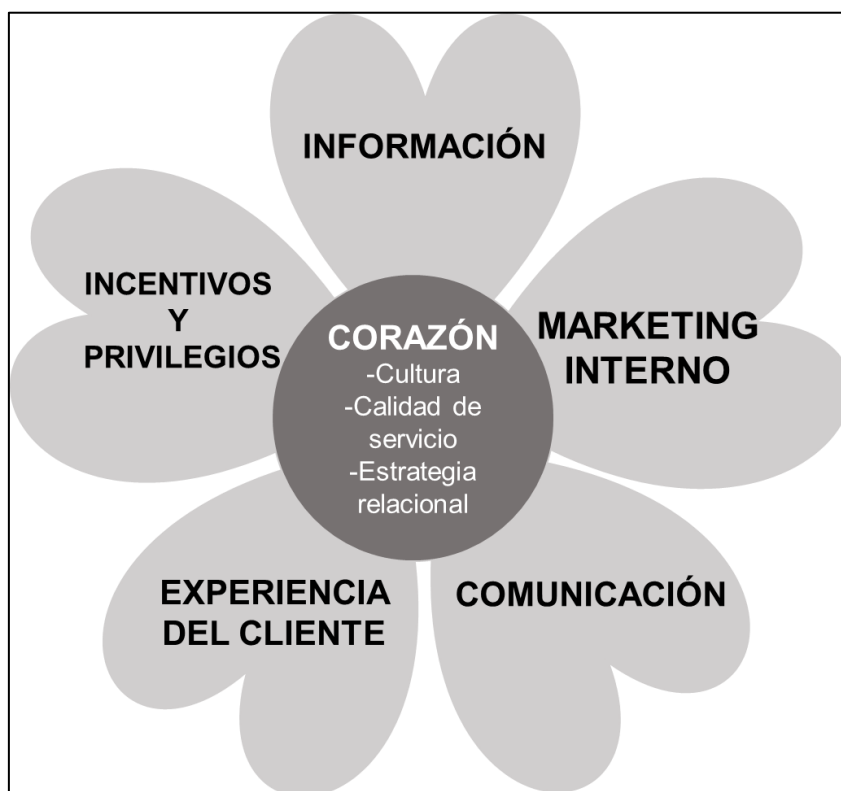 INFORMACIÓN
INCENTIVOS
Y
PRIVILEGIOS
CORAZÓN
-Cultura
-Calidad de
servicio
-Estrategia
relacional
MARKETING
INTERNO
EXPERIENCIA
DEL CLIENTE
COMUNICACIÓN